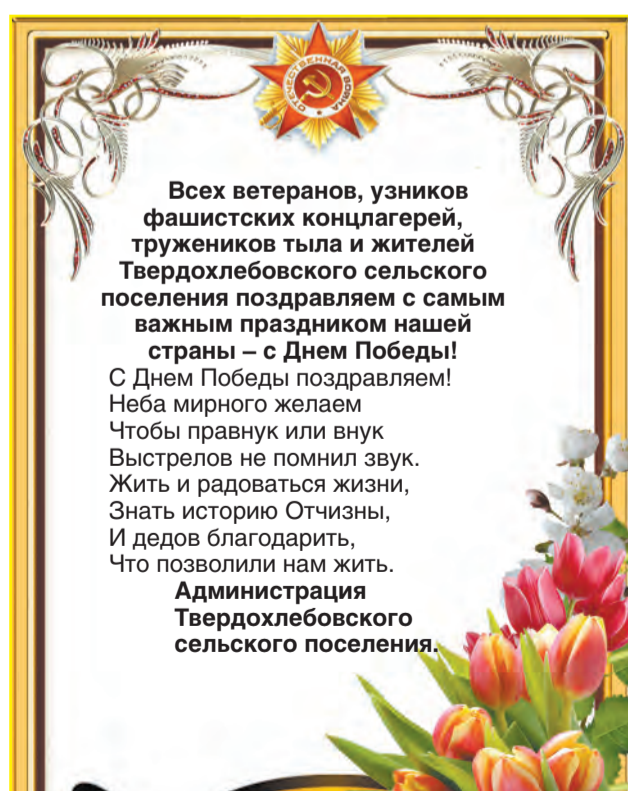 ОТЕЧЕСТВЕННАЯ ВОЙНА
Всех ветеранов, узников
фашистских концлагерей,
тружеников тыла и жителей
Твердохлебовского сельского
поселения поздравляем с самым
важным праздником нашей
страны – с Днем Победы!
С Днем Победы поздравляем!
Неба мирного желаем
Чтобы правнук или внук
Выстрелов не помнил звук.
Жить и радоваться жизни,
Знать историю Отчизны,
И дедов благодарить,
Что позволили нам жить.
Администрация
Твердохлебовского
сельского поселения.